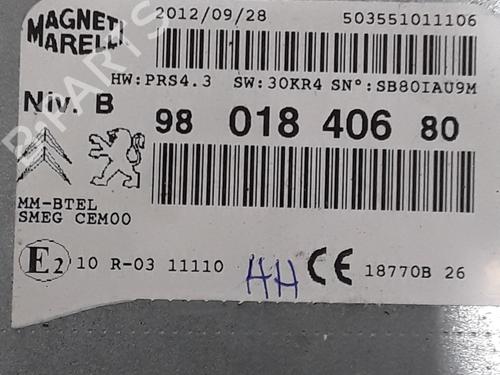 MAGNETI MARELLI
2012/09/28 503551011106
HW:PRS4.3 SW:30KR4 SN°:SB80IAU9M
Niv. B
98 018 406 80
MM-BTEL
SMEG CEM00
E2 10 R-03 11110 HH CE 18770B 26